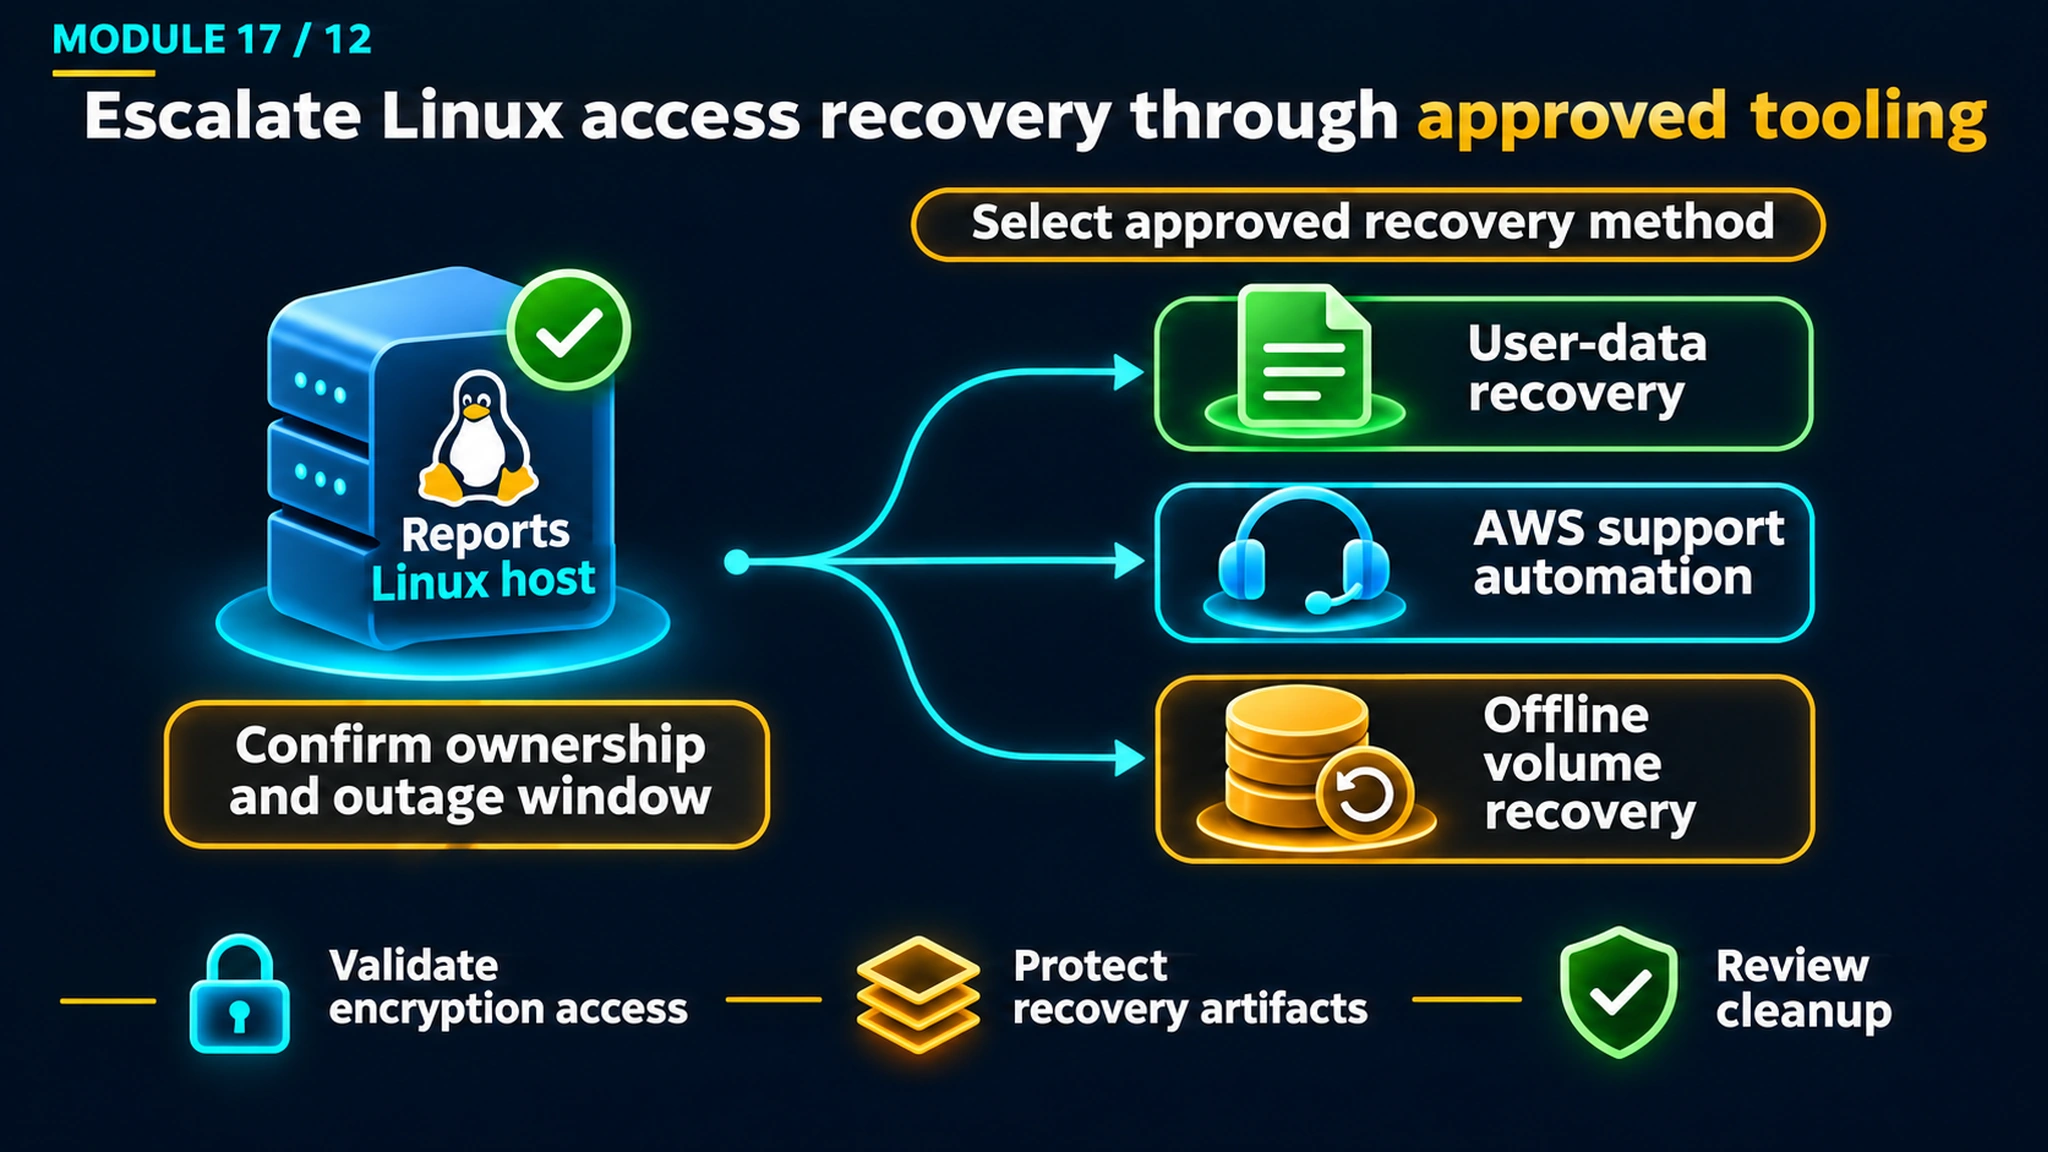 MODULE 17 / 12
Escalate Linux access recovery through approved tooling
Select approved recovery method
Reports
Linux host
Confirm ownership
and outage window
User-data
recovery
AWS support
automation
Offline
volume
recovery
Validate
encryption access
Protect
recovery artifacts
Review
cleanup